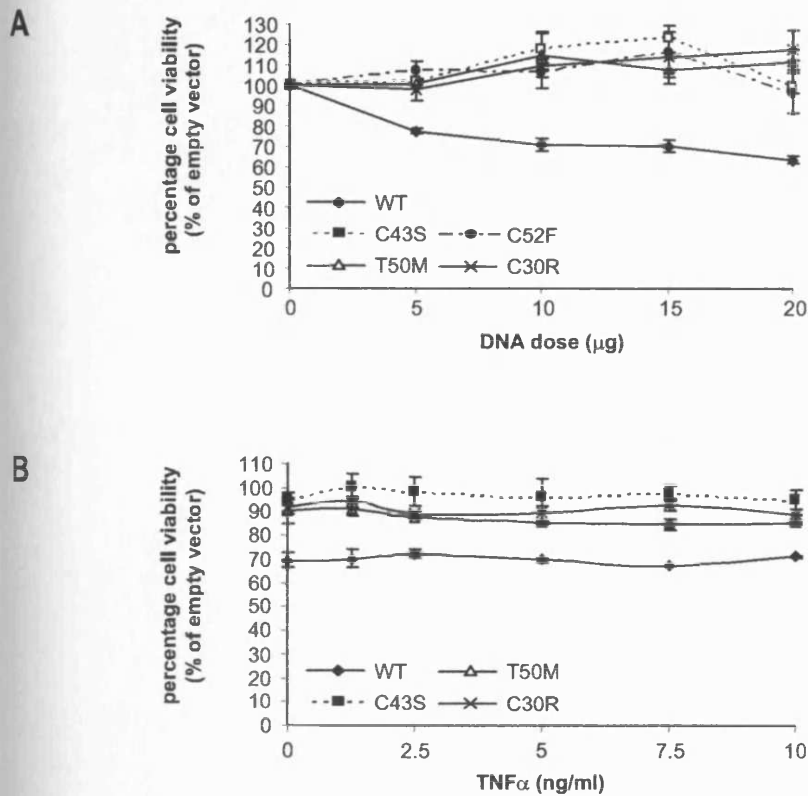 A
percentage cell viability
(% of empty vector)
130
120
110
100
90
80
70
60
50
40
30
20
10
0
WT
C43S
C52F
T50M
C30R
0
5
10
15
20
DNA dose (μg)
B
percentage cell viability
(% of empty vector)
110
100
90
80
70
60
50
40
30
20
10
0
WT
T50M
C43S
C30R
0
2.5
5
7.5
10
TNFα (ng/ml)